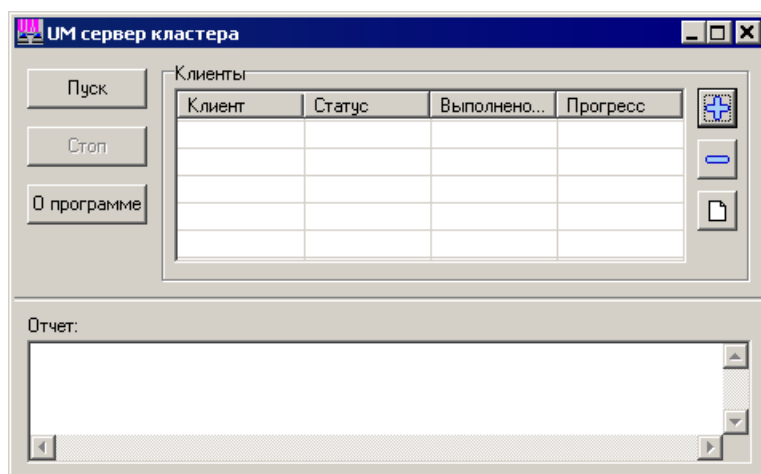 UM сервер кластера
Пуск
Стоп
О программе
Клиенты
Клиент Статус Выполнено... Прогресс
Отчет: